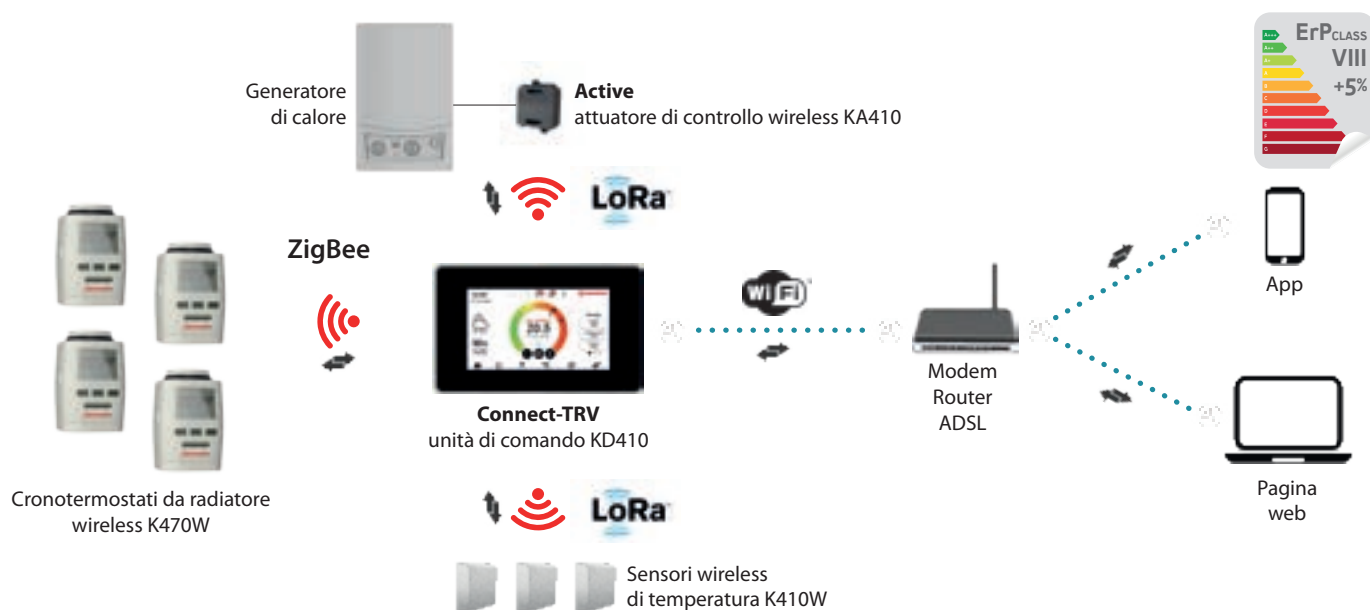 ErP CLASS
VIII
+5%
A+++
A++
A+
A
B
C
D
E
F
G
Generatore
di calore
Active
attuatore di controllo wireless KA410
LoRa
ZigBee
WiFi
20.5
App
Connect-TRV
unità di comando KD410
Modem
Router
ADSL
Cronotermostati da radiatore
wireless K470W
LoRa
Pagina
web
Sensori wireless
di temperatura K410W